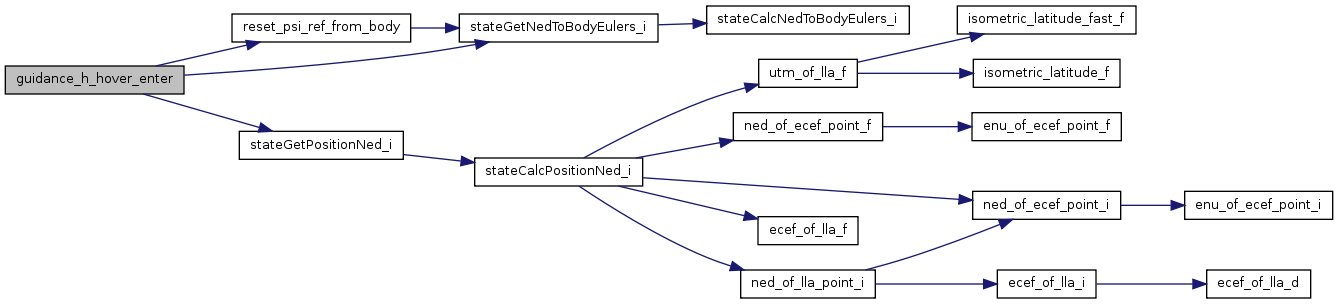 guidance_h_hover_enter
reset_psi_ref_from_body
stateGetNedToBodyEulers_i
stateCalcNedToBodyEulers_i
stateGetPositionNed_i
stateCalcPositionNed_i
utm_of_lla_f
isometric_latitude_fast_f
isometric_latitude_f
ned_of_ecef_point_f
enu_of_ecef_point_f
ned_of_ecef_point_i
enu_of_ecef_point_i
ecef_of_lla_f
ned_of_lla_point_i
ecef_of_lla_i
ecef_of_lla_d